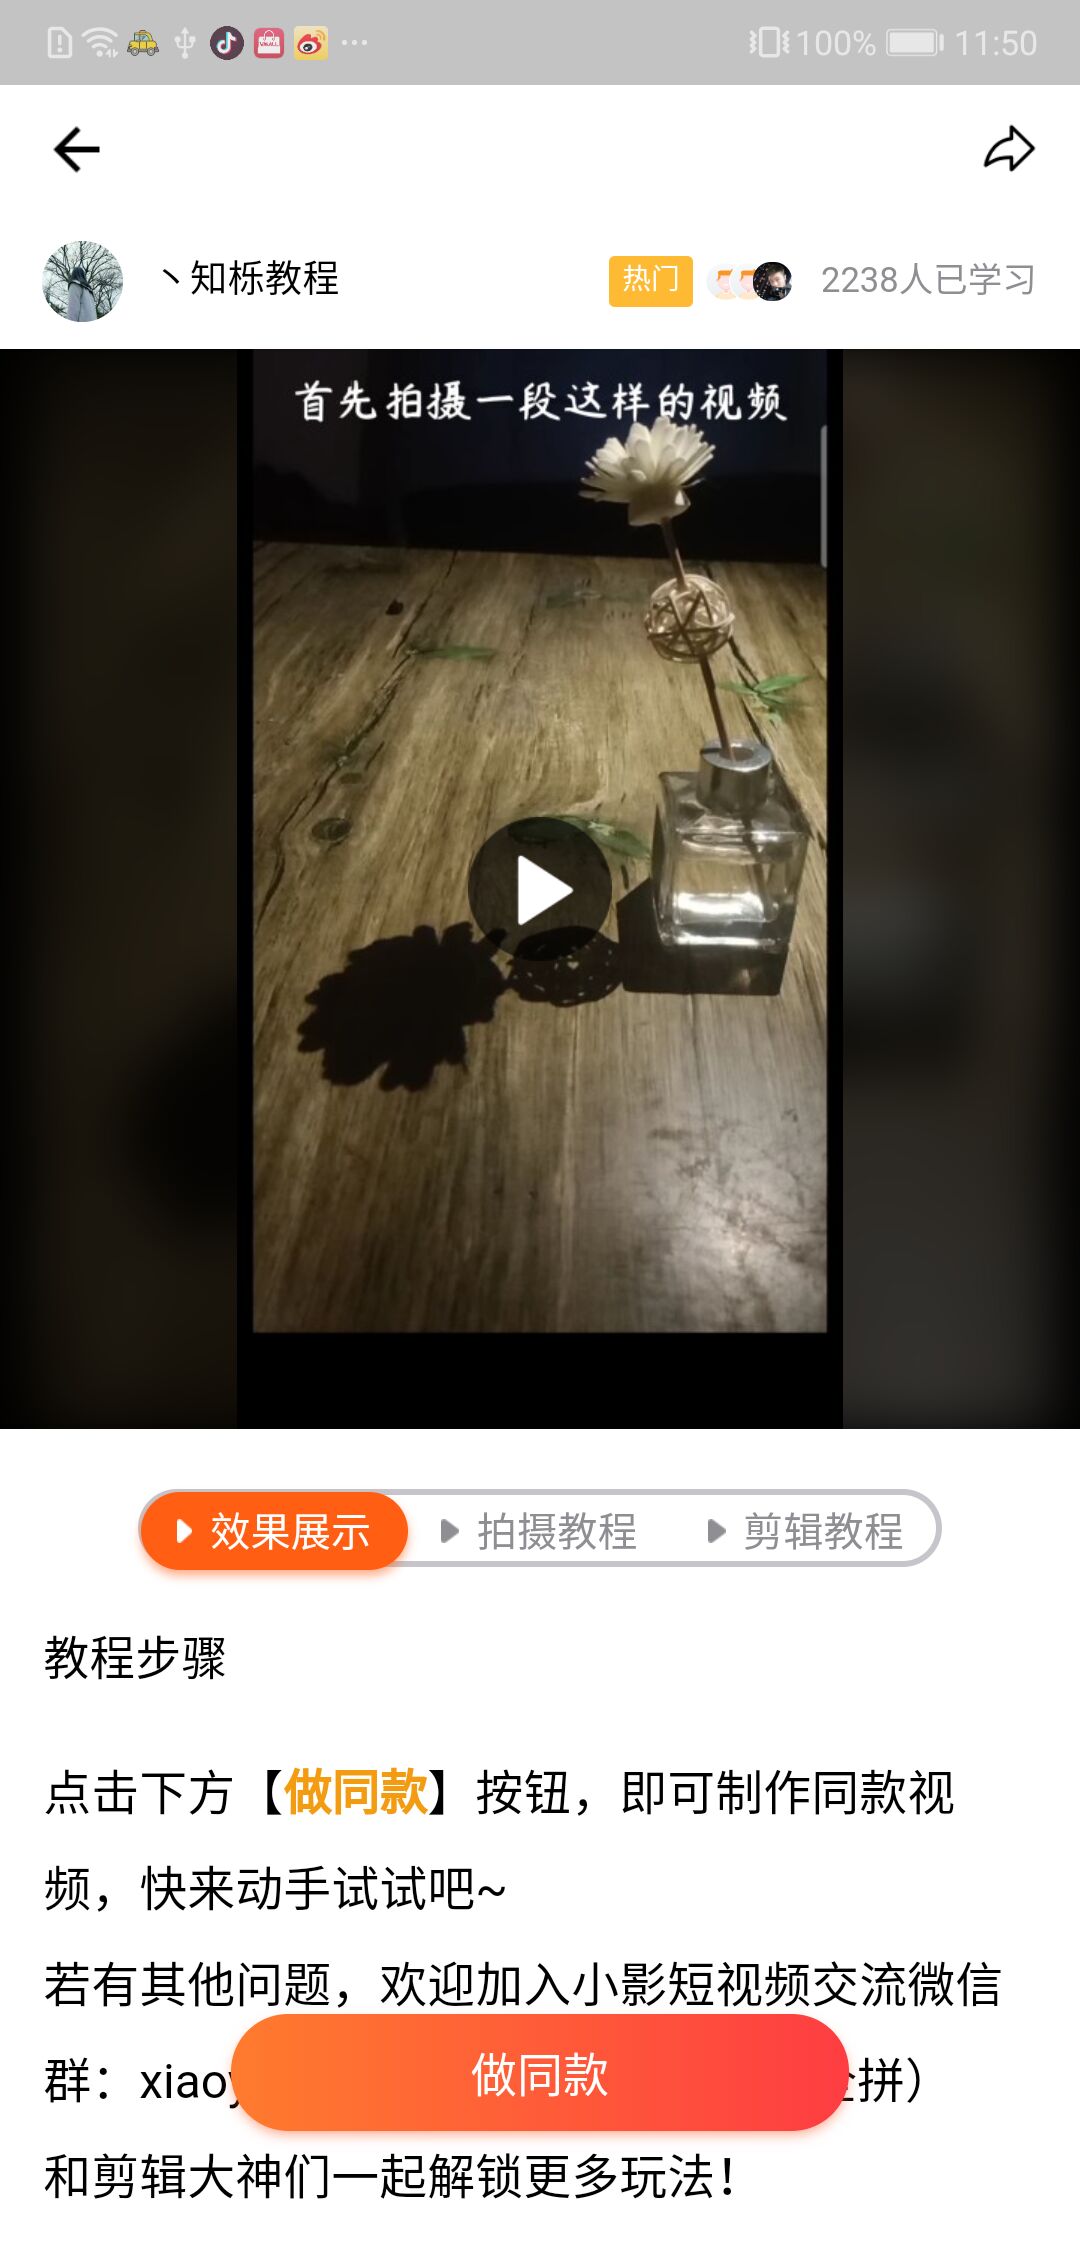 100% 11:50
丶知栎教程 热门 2238人已学习
首先拍摄一段这样的视频
效果展示 拍摄教程 剪辑教程
教程步骤
点击下方【做同款】按钮，即可制作同款视
频，快来动手试试吧~
若有其他问题，欢迎加入小影短视频交流微信
群：xiao 拼）
做同款
和剪辑大神们一起解锁更多玩法！